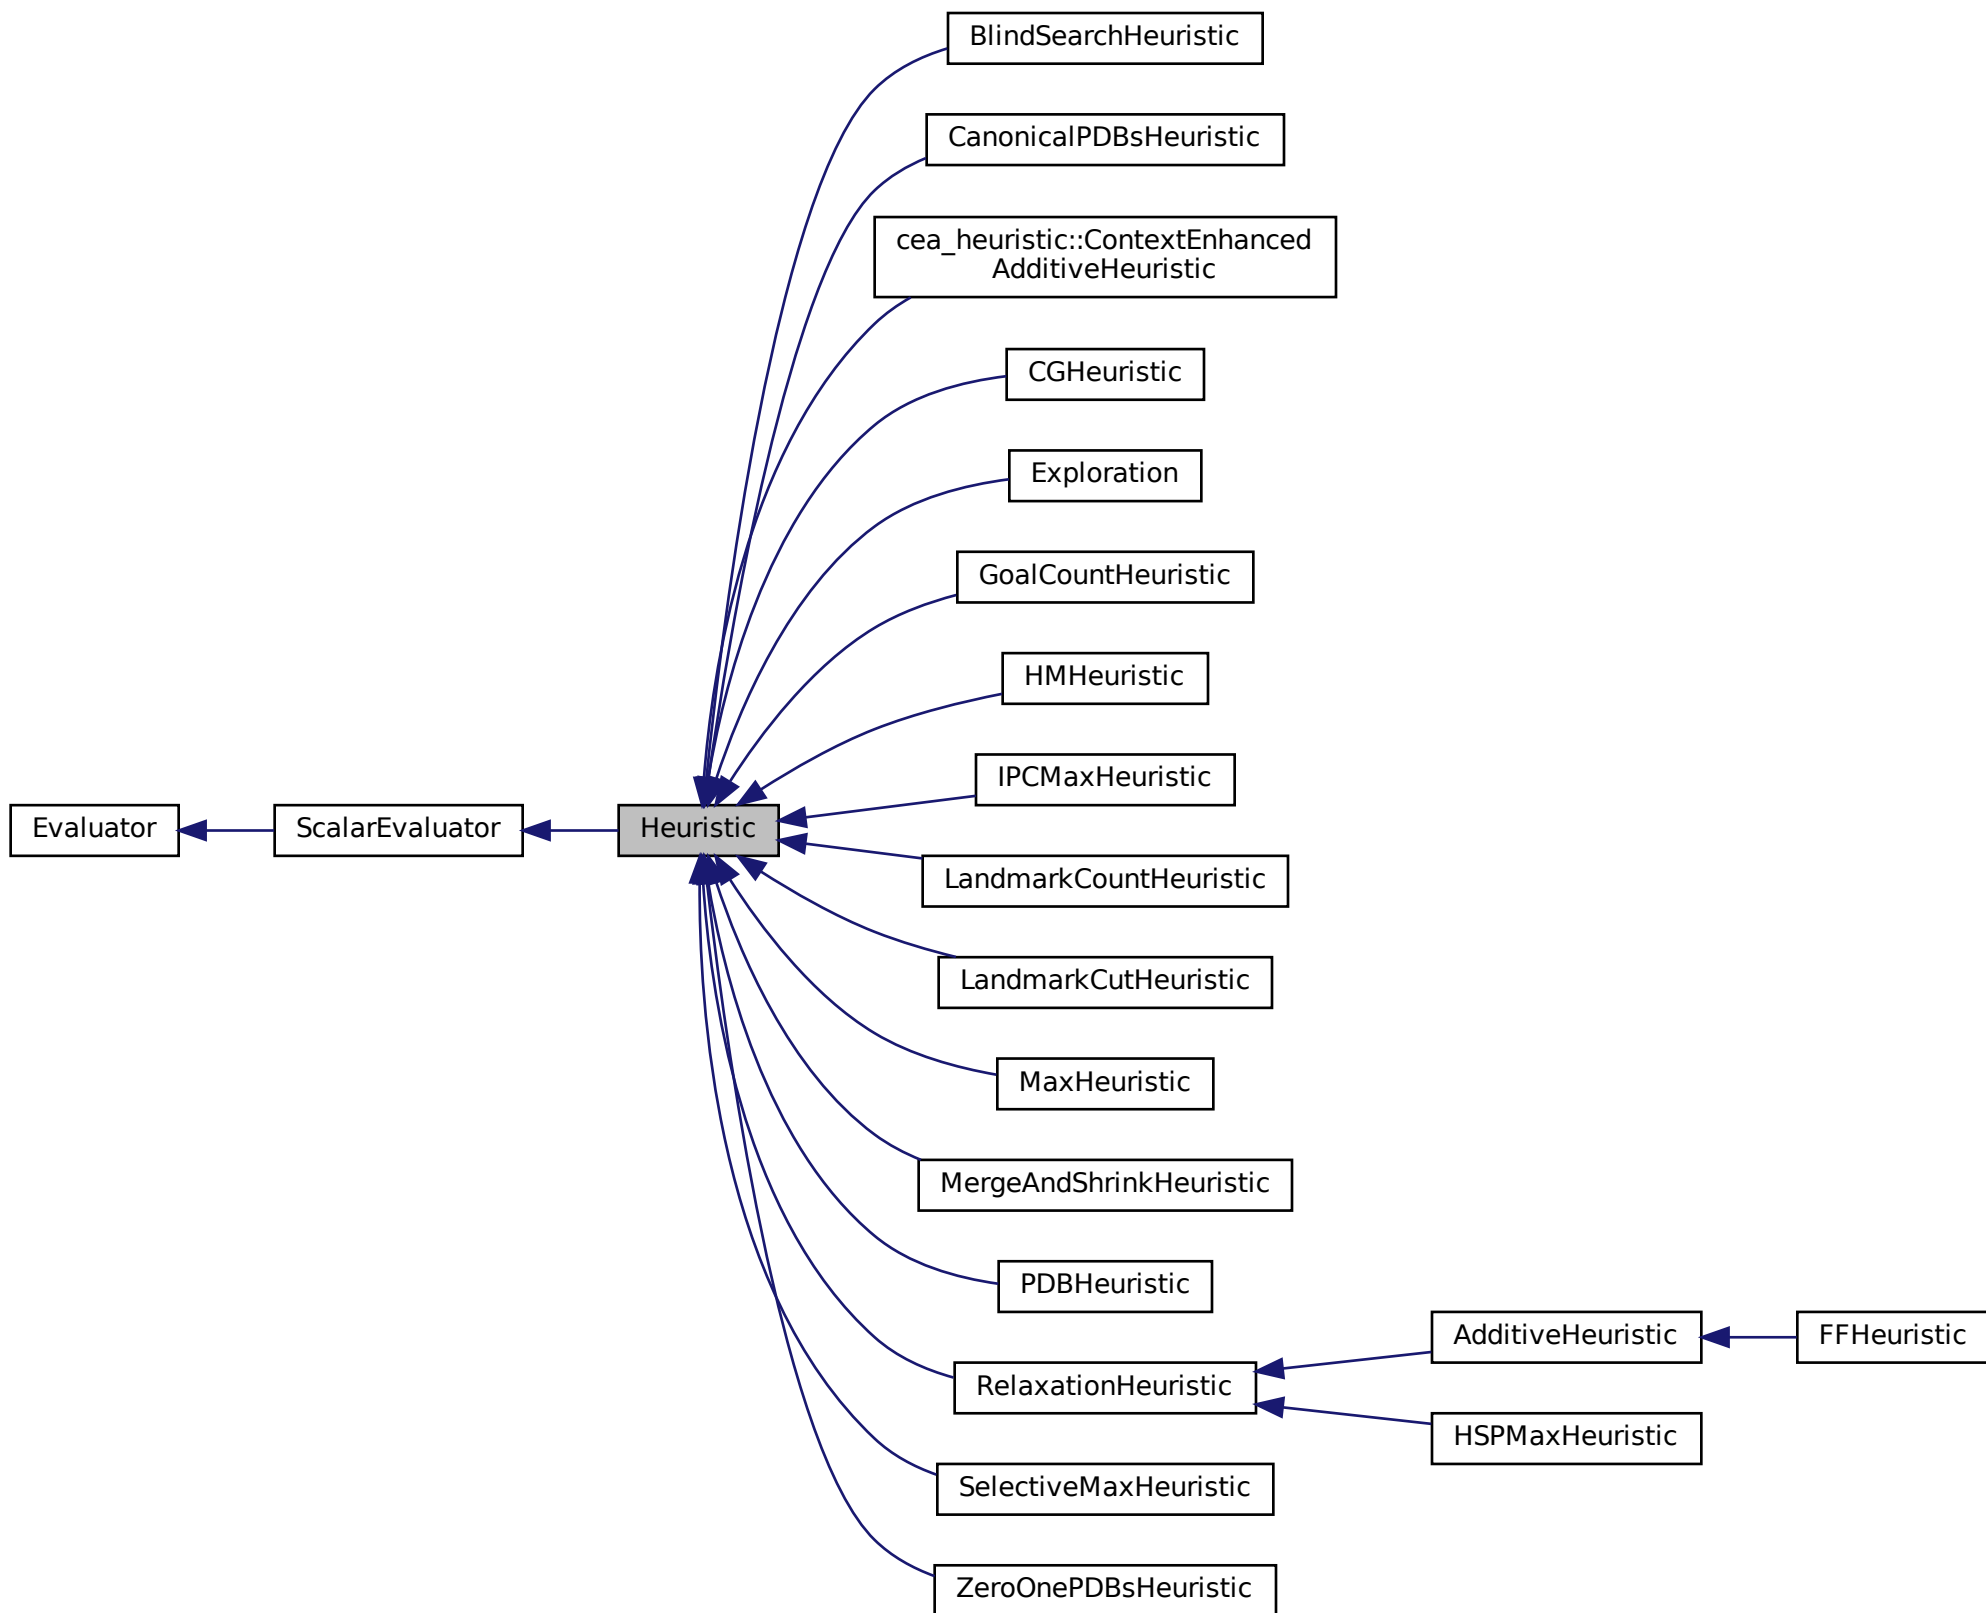 BlindSearchHeuristic
CanonicalPDBsHeuristic
cea_heuristic::ContextEnhanced
AdditiveHeuristic
CGHeuristic
Exploration
GoalCountHeuristic
HMHeuristic
IPCMaxHeuristic
Evaluator
ScalarEvaluator
Heuristic
LandmarkCountHeuristic
LandmarkCutHeuristic
MaxHeuristic
MergeAndShrinkHeuristic
PDBHeuristic
RelaxationHeuristic
AdditiveHeuristic
FFHeuristic
HSPMaxHeuristic
SelectiveMaxHeuristic
ZeroOnePDBsHeuristic